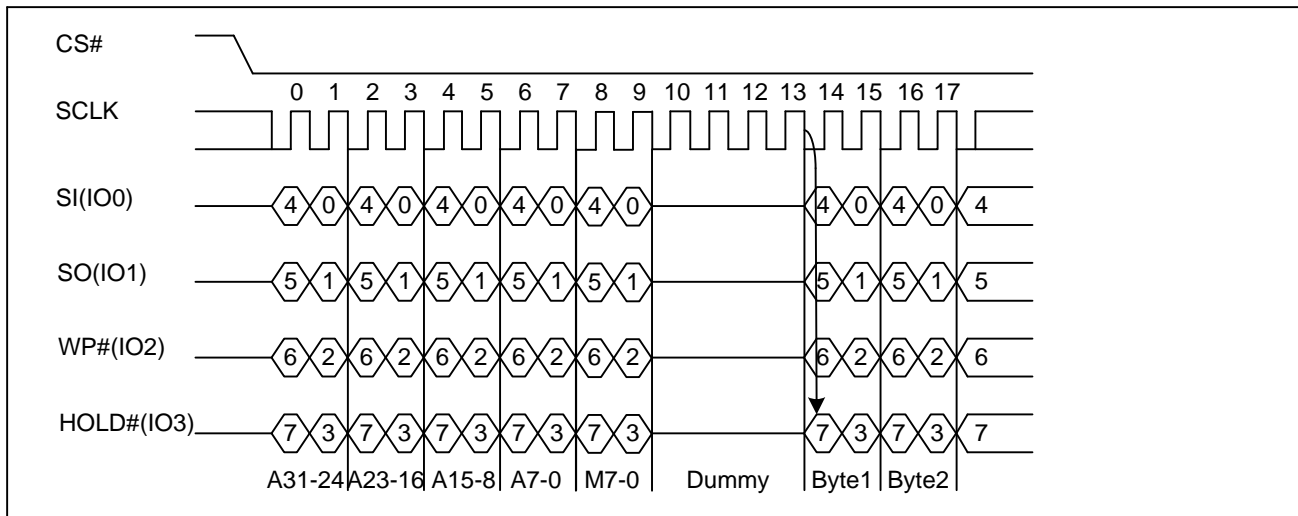 CS#
0 1 2 3 4 5 6 7 8 9 10 11 12 13 14 15 16 17
SCLK
SI(IO0) 4 0 4 0 4 0 4 0 4 0 4 0 4 0 4
SO(IO1) 5 1 5 1 5 1 5 1 5 1 5 1 5 1 5
WP#(IO2) 6 2 6 2 6 2 6 2 6 2 6 2 6 2 6
HOLD#(IO3) 7 3 7 3 7 3 7 3 7 3 7 3 7 3 7
A31-24 A23-16 A15-8 A7-0 M7-0 Dummy Byte1 Byte2